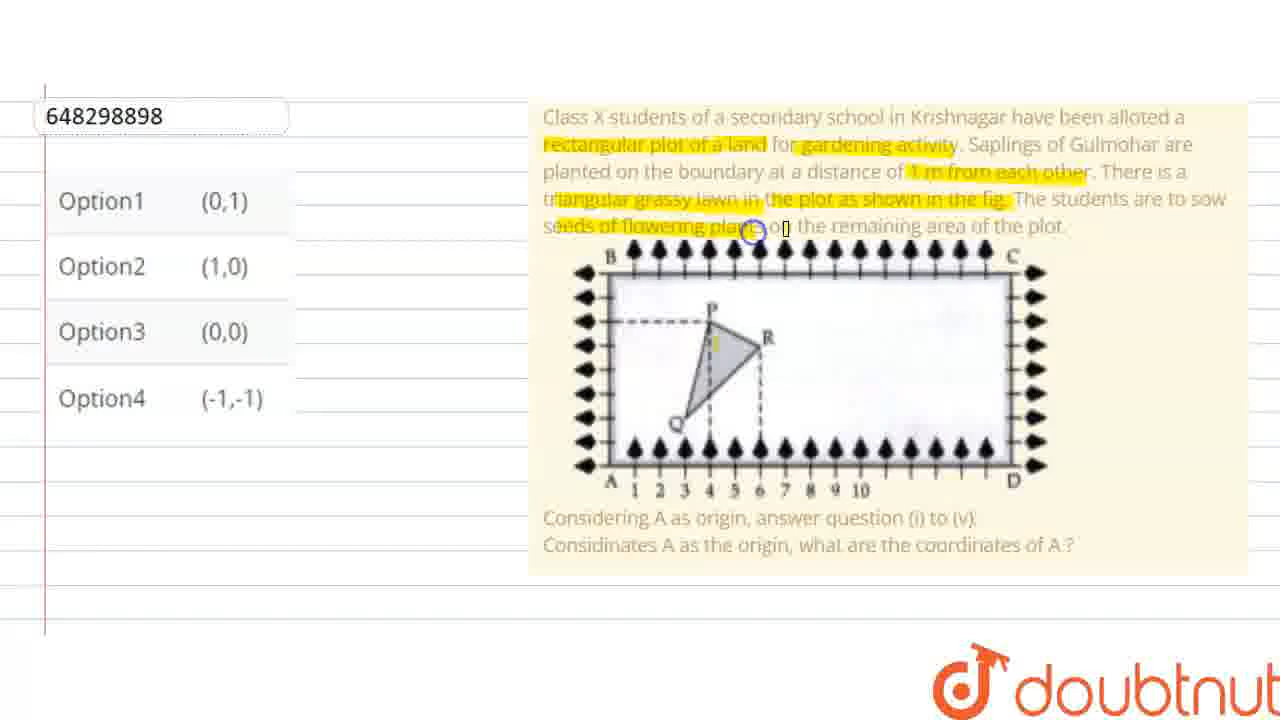 648298898
Option1 (0,1)
Option2 (1,0)
Option3 (0,0)
Option4 (-1,-1)
Class X students of a secondary school in Krishnagar have been alloted a
rectangular plot of a land for gardening activity. Saplings of Gulmohar are
planted on the boundary at a distance of 1 m from each other. There is a
triangular grassy lawn in the plot as shown in the fig. The students are to sow
seeds of flowering plants on the remaining area of the plot.
B C
P
R
Q
A 1 2 3 4 5 6 7 8 9 10 D
Considering A as origin, answer question (i) to (v)
Considinates A as the origin, what are the coordinates of A ?
doubtnut